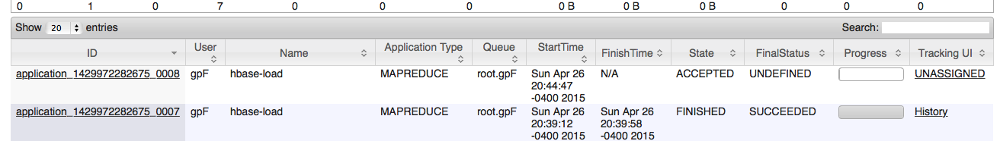 0 1 0 7 0 0 0 0 B 0 B 0 B 0 0 0
Show 20 entries Search:
ID User Name Application Type Queue StartTime FinishTime State FinalStatus Progress Tracking UI
application_1429972282675_0008 gpF hbase-load MAPREDUCE root.gpF Sun Apr 26 N/A ACCEPTED UNDEFINED UNASSIGNED
20:44:47
-0400 2015
application_1429972282675_0007 gpF hbase-load MAPREDUCE root.gpF Sun Apr 26 Sun Apr 26 FINISHED SUCCEEDED History
20:39:12 20:39:58
-0400 2015 -0400 2015